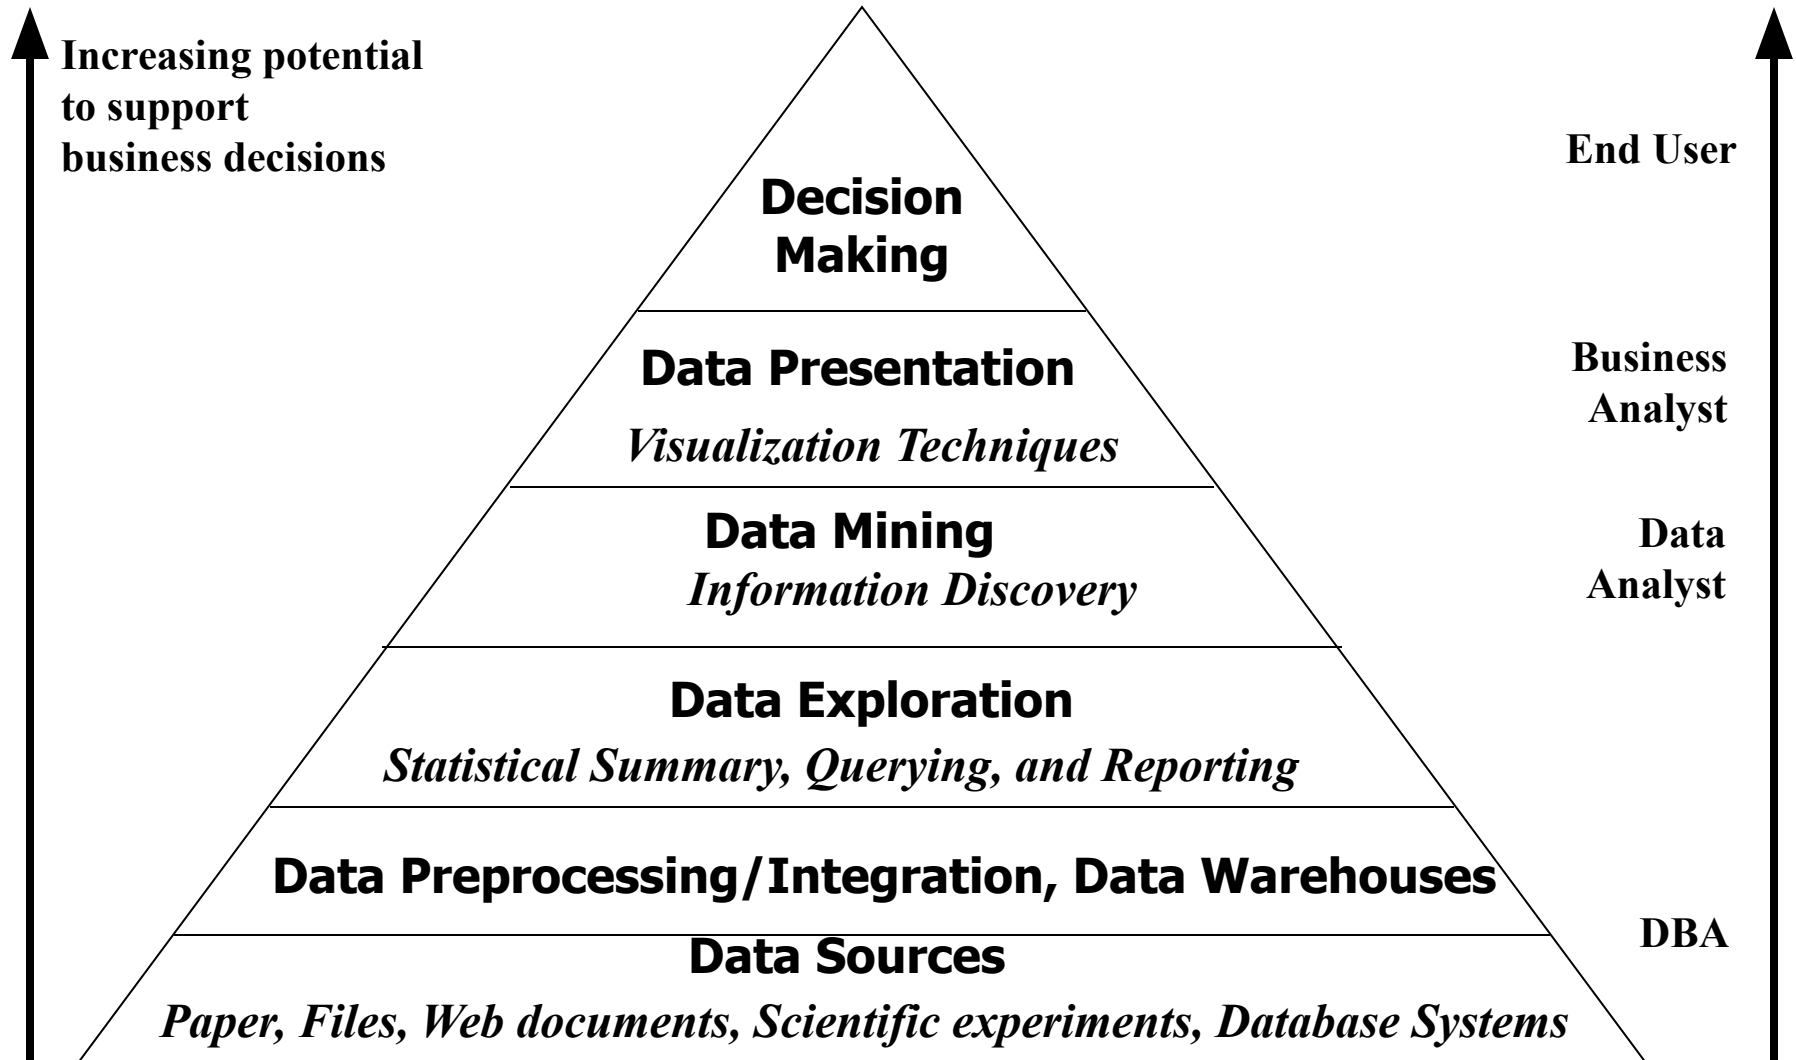 Increasing potential
to support
business decisions
End User
Decision
Making
Business
Analyst
Data Presentation
Visualization Techniques
Data Mining
Information Discovery
Data
Analyst
Data Exploration
Statistical Summary, Querying, and Reporting
Data Preprocessing/Integration, Data Warehouses
DBA
Data Sources
Paper, Files, Web documents, Scientific experiments, Database Systems